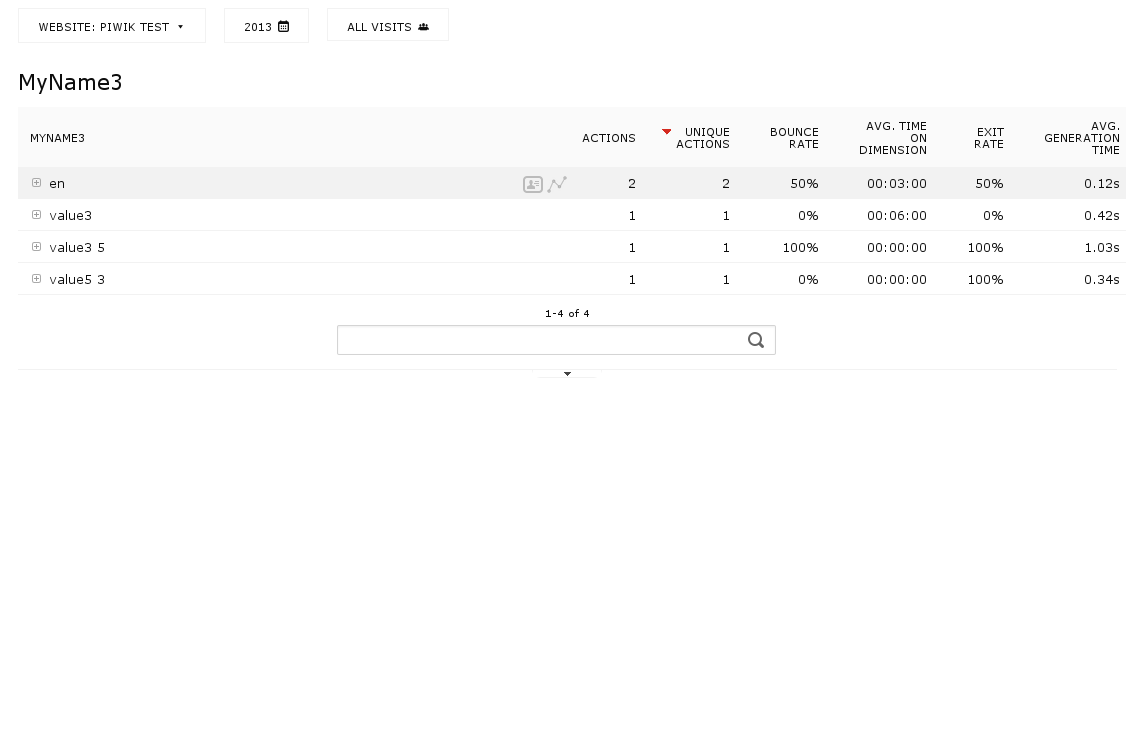 WEBSITE: PIWIK TEST 2013 ALL VISITS
MyName3
MYNAME3 ACTIONS UNIQUE ACTIONS BOUNCE RATE AVG. TIME ON DIMENSION EXIT RATE AVG. GENERATION TIME
en 2 2 50% 00:03:00 50% 0.12s
value3 1 1 0% 00:06:00 0% 0.42s
value3 5 1 1 100% 00:00:00 100% 1.03s
value5 3 1 1 0% 00:00:00 100% 0.34s
1-4 of 4